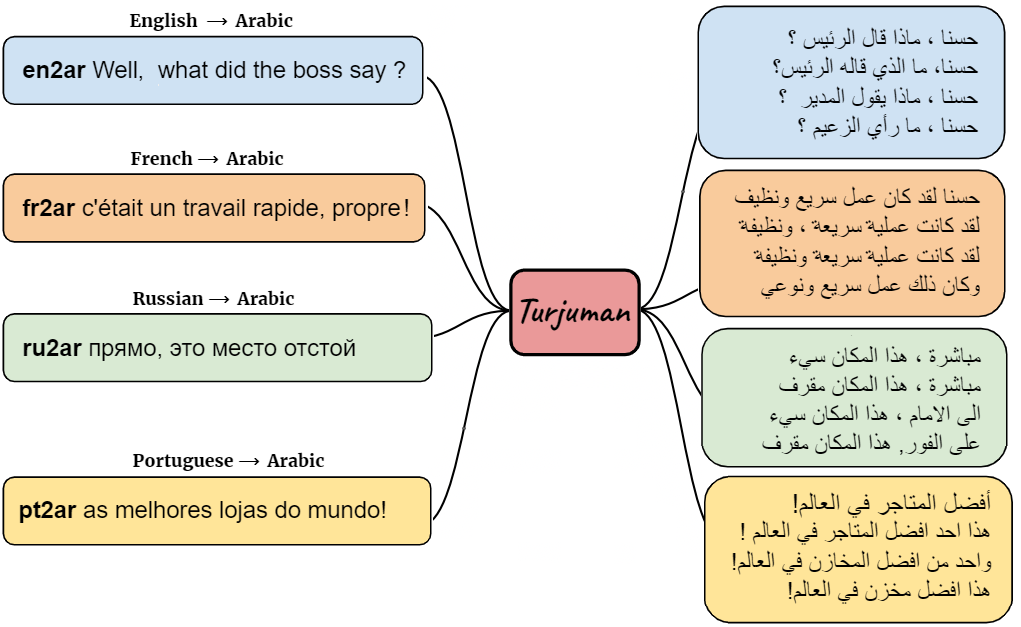 English → Arabic
en2ar Well, what did the boss say ?
French → Arabic
fr2ar c'était un travail rapide, propre!
Russian → Arabic
ru2ar прямо, это место отстой
Portuguese → Arabic
pt2ar as melhores lojas do mundo!
Turjuman
حسنا ، ماذا قال الرئيس ؟
حسنا، ما الذي قاله الرئيس؟
حسنا ، ماذا يقول المدير ؟
حسنا ، ما رأي الزعيم ؟
حسنا لقد كان عمل سريع ونظيف
لقد كانت عملية سريعة ، ونظيفة
لقد كانت عملية سريعة ونظيفة
وكان ذلك عمل سريع ونوعي
مباشرة ، هذا المكان سيء
مباشرة ، هذا المكان مقرف
الى الامام ، هذا المكان سيء
على الفور, هذا المكان مقرف
أفضل المتاجر في العالم!
هذا احد افضل المتاجر في العالم !
واحد من افضل المخازن في العالم!
هذا افضل مخزن في العالم!